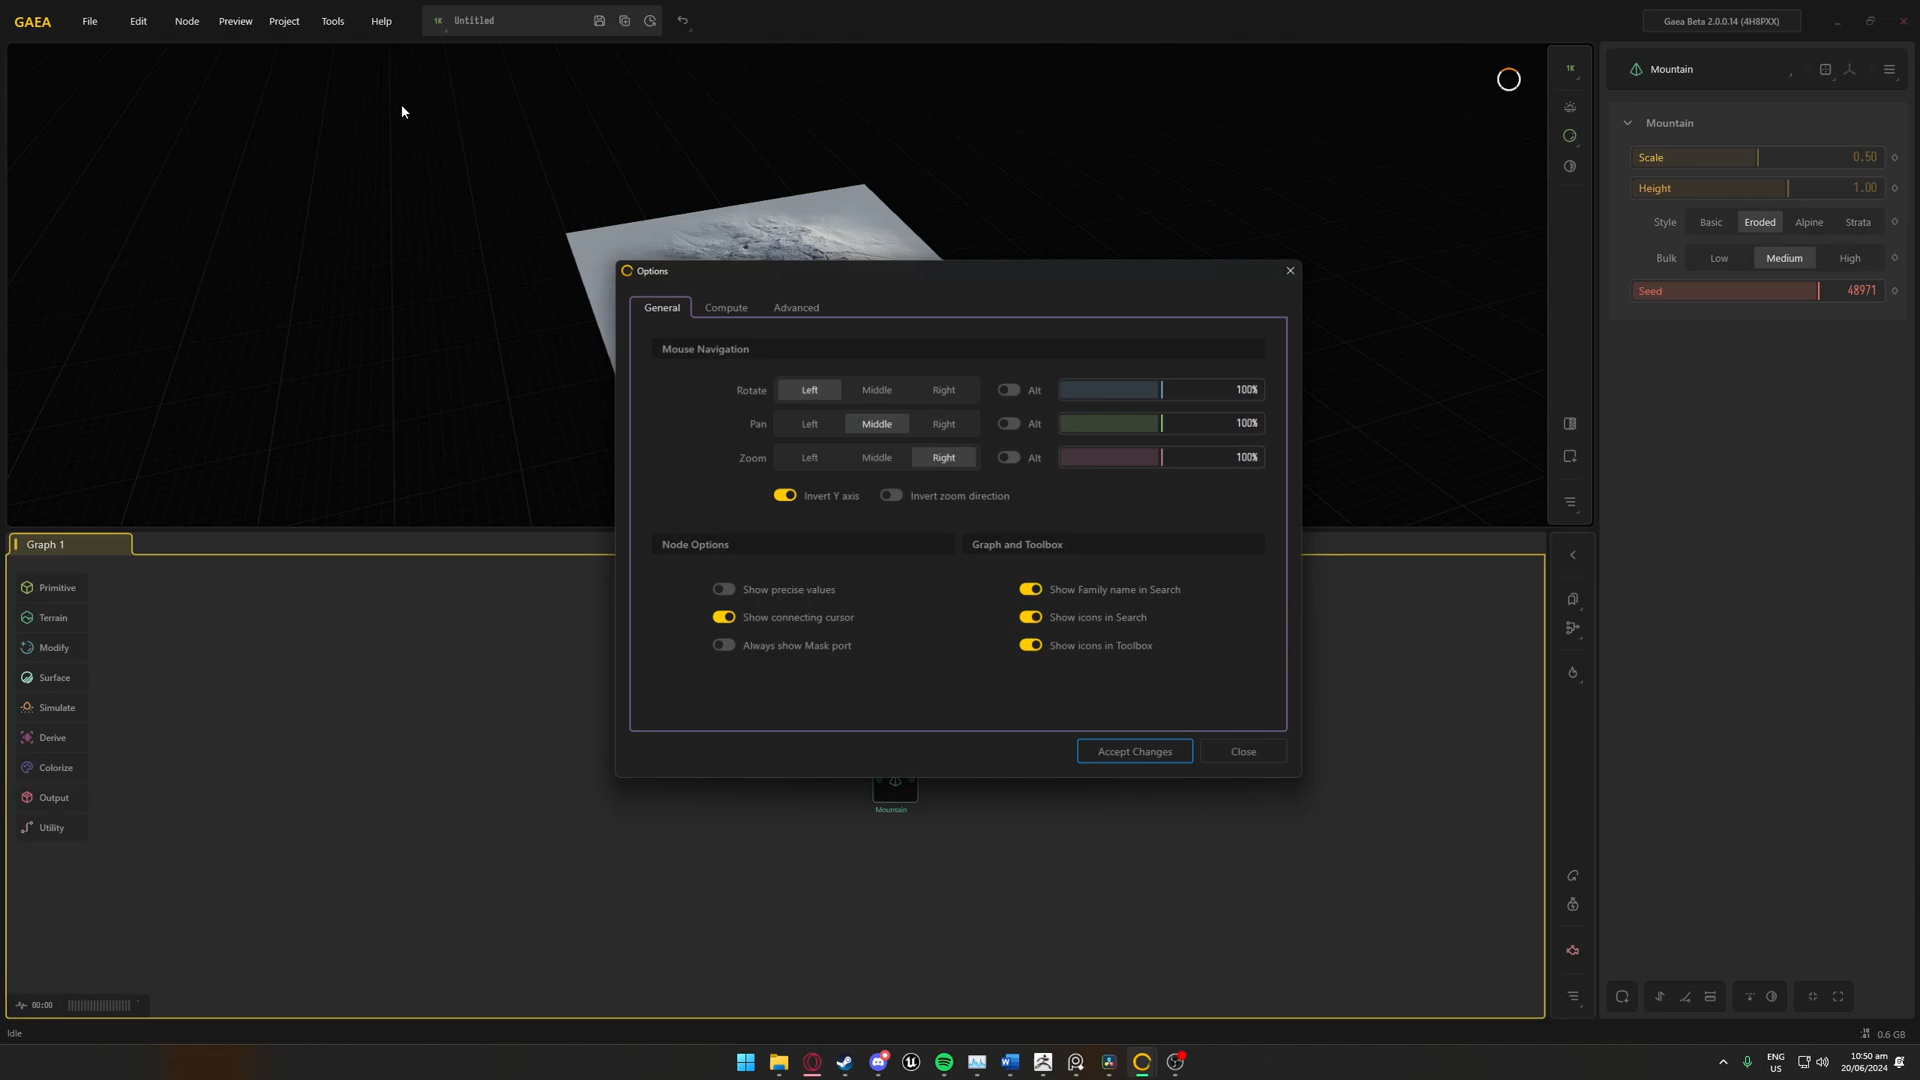 GAEA File Edit Node Preview Project Tools Help 1K Untitled Gaea Beta 2.0.0.14 (4H8PXX)
1K
Mountain
Mountain
Scale 0.50
Height 1.00
Style Basic Eroded Alpine Strata
Bulk Low Medium High
Seed 48971
Options
General Compute Advanced
Mouse Navigation
Rotate Left Middle Right Alt 100%
Pan Left Middle Right Alt 100%
Zoom Left Middle Right Alt 100%
Invert Y axis Invert zoom direction
Node Options Graph and Toolbox
Show precise values Show Family name in Search
Show connecting cursor Show icons in Search
Always show Mask port Show icons in Toolbox
Accept Changes Close
Graph 1
Primitive
Terrain
Modify
Surface
Simulate
Derive
Colorize
Output
Utility
Mountain
00:00
Idle 0.6 GB
ENG
US
10:50 am
20/06/2024